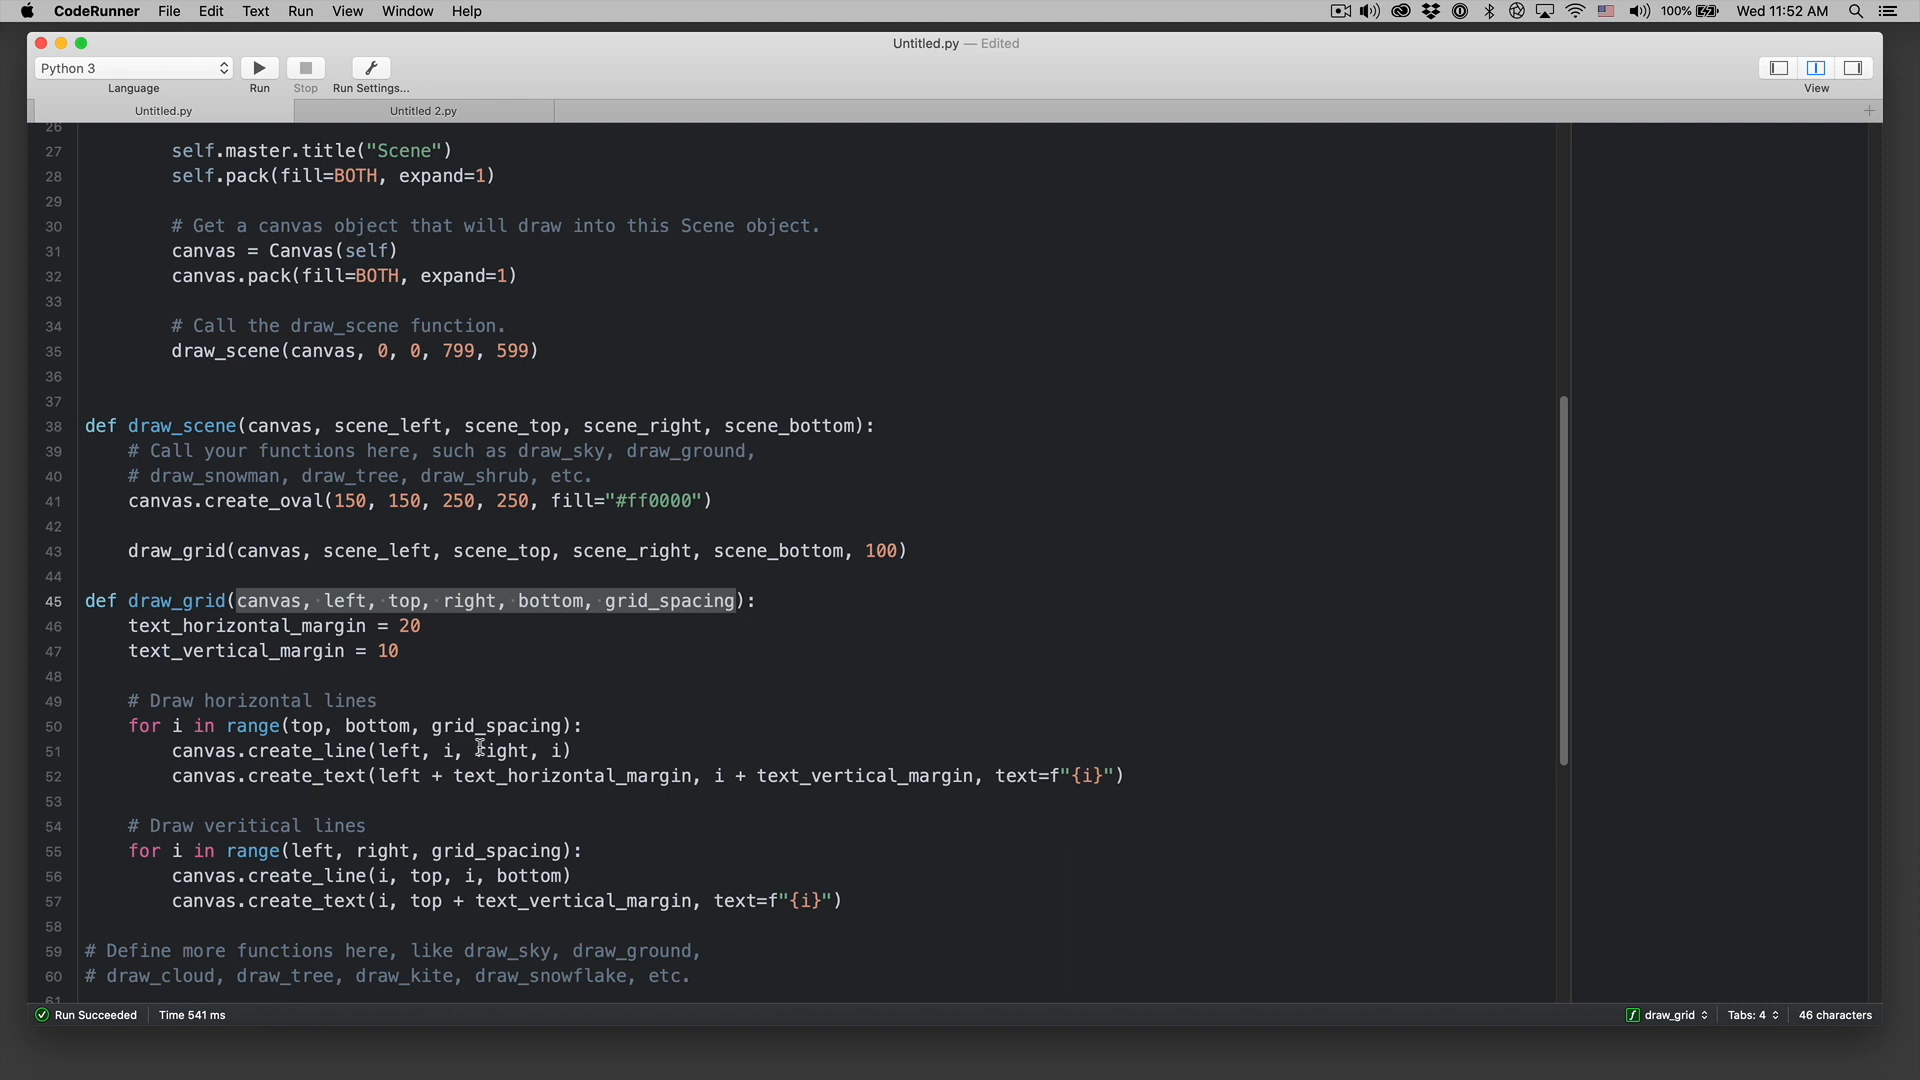 CodeRunner File Edit Text Run View Window Help 100% Wed 11:52 AM
Untitled.py — Edited
Python 3
Language Run Stop Run Settings... View
Untitled.py Untitled 2.py
26
27 self.master.title("Scene")
28 self.pack(fill=BOTH, expand=1)
29
30 # Get a canvas object that will draw into this Scene object.
31 canvas = Canvas(self)
32 canvas.pack(fill=BOTH, expand=1)
33
34 # Call the draw_scene function.
35 draw_scene(canvas, 0, 0, 799, 599)
36
37
38 def draw_scene(canvas, scene_left, scene_top, scene_right, scene_bottom):
39 # Call your functions here, such as draw_sky, draw_ground,
40 # draw_snowman, draw_tree, draw_shrub, etc.
41 canvas.create_oval(150, 150, 250, 250, fill="#ff0000")
42
43 draw_grid(canvas, scene_left, scene_top, scene_right, scene_bottom, 100)
44
45 def draw_grid(canvas, left, top, right, bottom, grid_spacing):
46 text_horizontal_margin = 20
47 text_vertical_margin = 10
48
49 # Draw horizontal lines
50 for i in range(top, bottom, grid_spacing):
51 canvas.create_line(left, i, right, i)
52 canvas.create_text(left + text_horizontal_margin, i + text_vertical_margin, text=f"{i}")
53
54 # Draw veritical lines
55 for i in range(left, right, grid_spacing):
56 canvas.create_line(i, top, i, bottom)
57 canvas.create_text(i, top + text_vertical_margin, text=f"{i}")
58
59 # Define more functions here, like draw_sky, draw_ground,
60 # draw_cloud, draw_tree, draw_kite, draw_snowflake, etc.
61
Run Succeeded Time 541 ms draw_grid Tabs: 4 46 characters